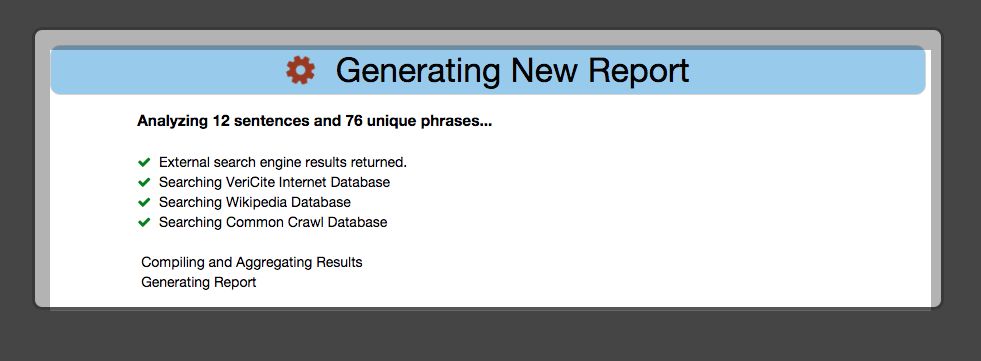 Generating New Report
Analyzing 12 sentences and 76 unique phrases...
External search engine results returned.
Searching VeriCite Internet Database
Searching Wikipedia Database
Searching Common Crawl Database
Compiling and Aggregating Results
Generating Report